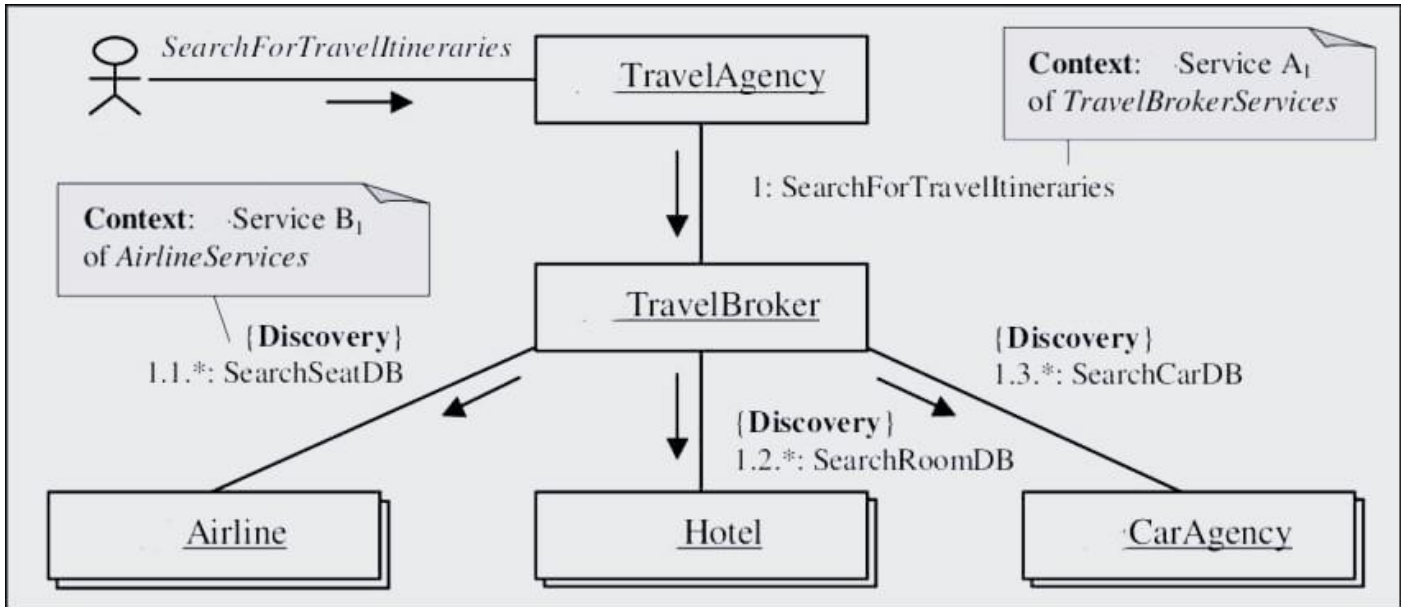 SearchForTravelItineraries
TravelAgency
Context: Service A1
of TravelBrokerServices
1: SearchForTravelItineraries
Context: Service B1
of AirlineServices
TravelBroker
{Discovery}
1.1.*: SearchSeatDB
{Discovery}
1.3.*: SearchCarDB
{Discovery}
1.2.*: SearchRoomDB
Airline
Hotel
CarAgency